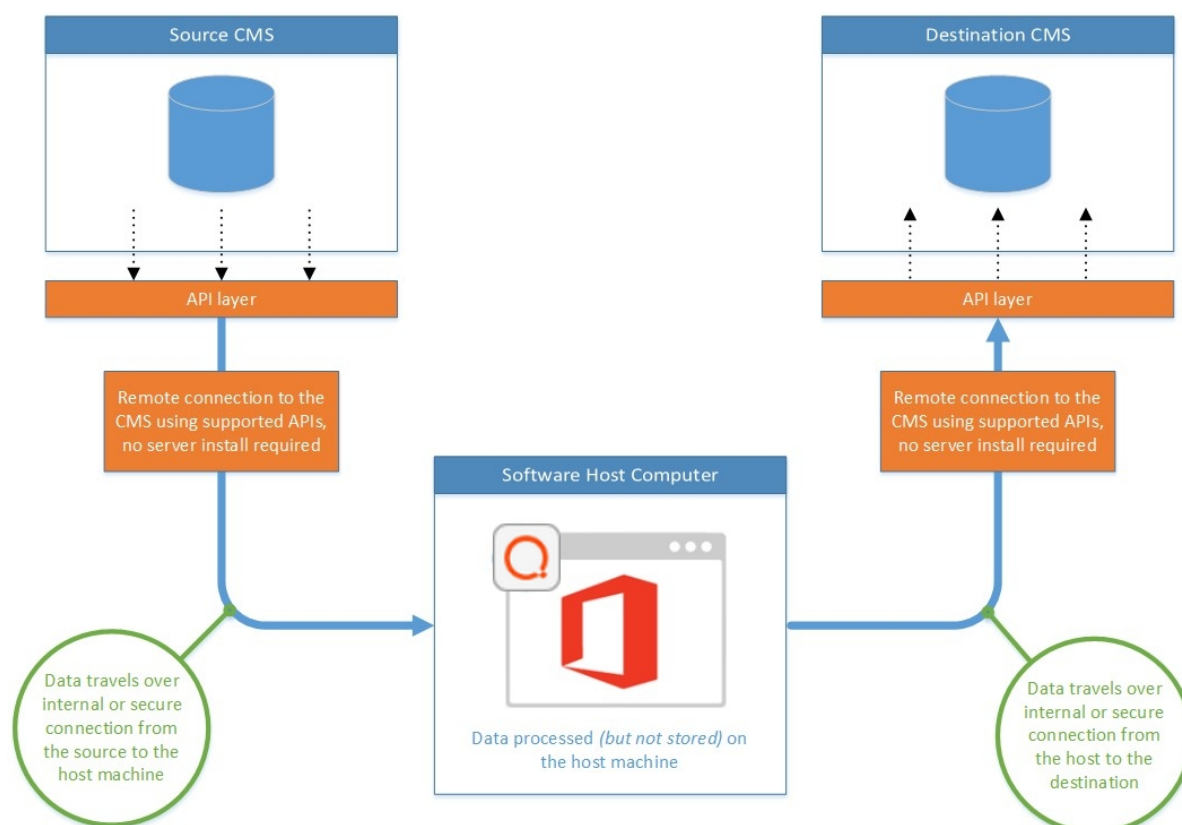 Source CMS
Destination CMS
API layer
API layer
Remote connection to the
CMS using supported APIs,
no server install required
Remote connection to the
CMS using supported APIs,
no server install required
Software Host Computer
Data processed (but not stored) on
the host machine
Data travels over
internal or secure
connection from
the source to the
host machine
Data travels over
internal or secure
connection from
the host to the
destination